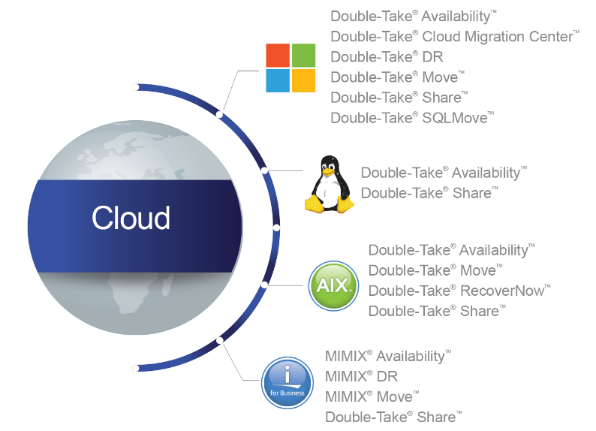 Double-Take® Availability™
Double-Take® Cloud Migration Center™
Double-Take® DR
Double-Take® Move™
Double-Take® Share™
Double-Take® SQLMove™
Double-Take® Availability™
Double-Take® Share™
Cloud
Double-Take® Availability™
Double-Take® Move™
Double-Take® RecoverNow™
Double-Take® Share™
AIX
MIMIX® Availability™
MIMIX® DR
MIMIX® Move™
Double-Take® Share™
i
for Business